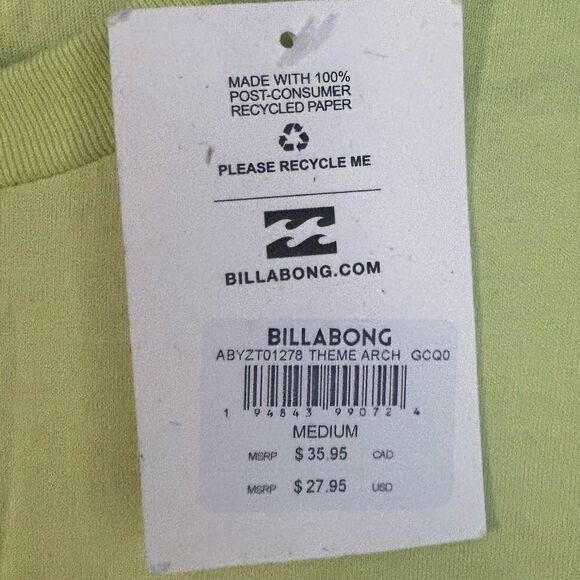 MADE WITH 100%
POST-CONSUMER
RECYCLED PAPER
PLEASE RECYCLE ME
BILLABONG.COM
BILLABONG
ABYZT01278 THEME ARCH GCQ0
1 94843 99072 4
MEDIUM
MSRP $ 35.95 CAD
MSRP $ 27.95 USD